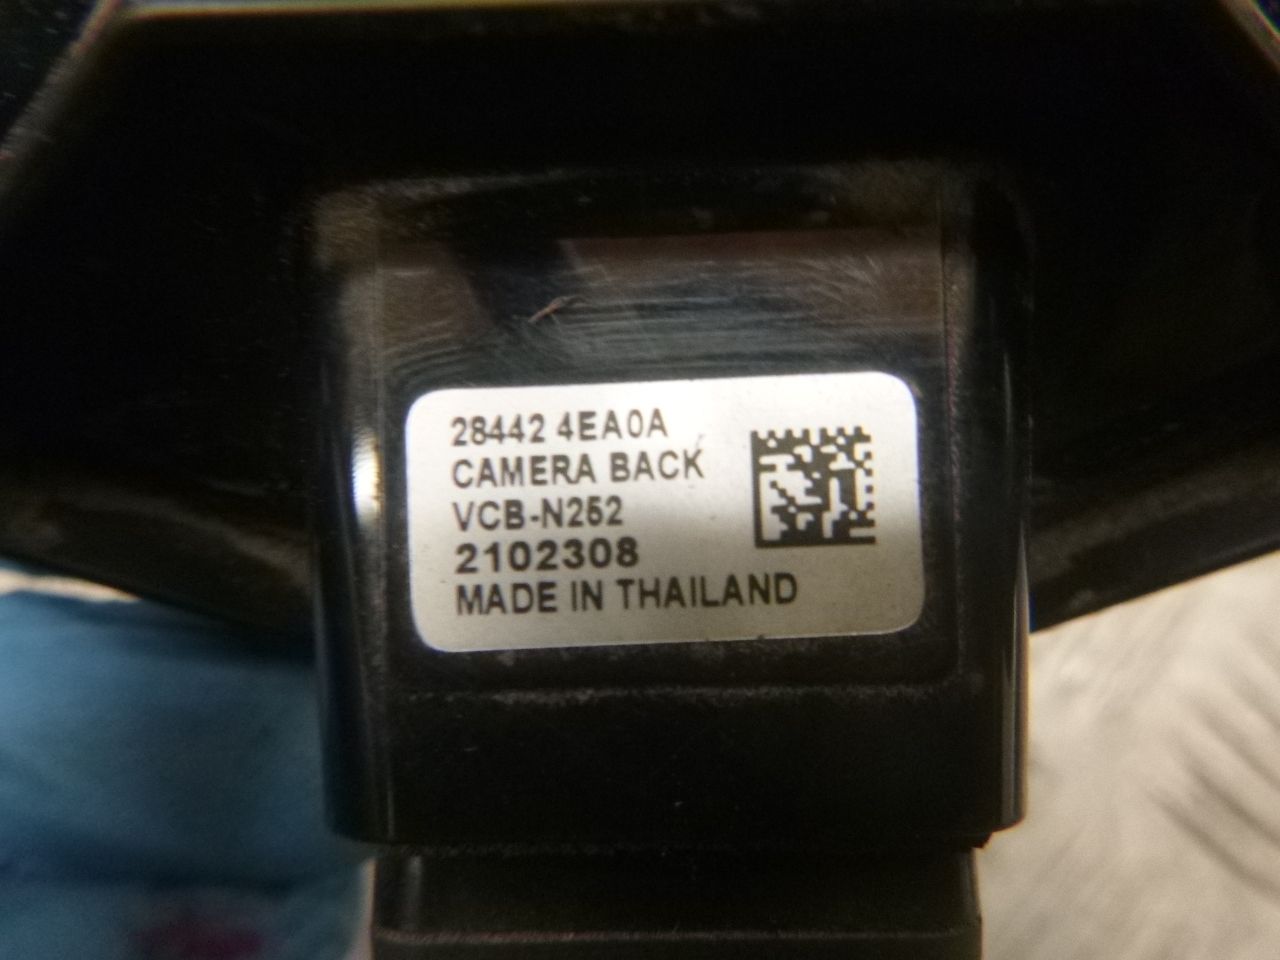 28442 4EA0A
CAMERA BACK
VCB-N252
2102308
MADE IN THAILAND